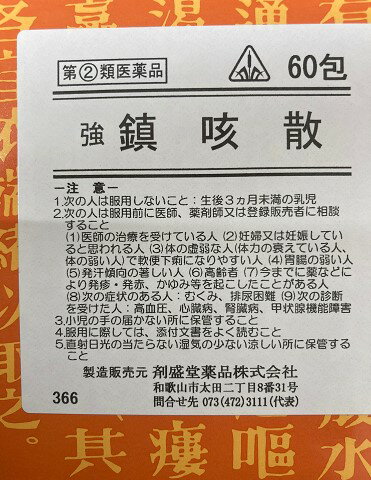 第②類医薬品
60包
強 鎮咳散
−注 意−
1.次の人は服用しないこと：生後3ヵ月未満の乳児
2.次の人は服用前に医師、薬剤師又は登録販売者に相談
すること
(1)医師の治療を受けている人 (2)妊婦又は妊娠してい
ると思われる人 (3)体の虚弱な人(体力の衰えている人、
体の弱い人)で軟便下痢になりやすい人 (4)胃腸の弱い人
(5)発汗傾向の著しい人 (6)高齢者 (7)今までに薬などに
より発疹・発赤、かゆみ等を起こしたことがある人
(8)次の症状のある人：むくみ、排尿困難 (9)次の診断
を受けた人：高血圧、心臓病、腎臓病、甲状腺機能障害
3.小児の手の届かない所に保管すること
4.服用に際しては、添付文書をよく読むこと
5.直射日光の当たらない湿気の少ない涼しい所に保管する
こと
製造販売元 剤盛堂薬品株式会社
和歌山市太田二丁目8番31号
366
問合せ先 073(472)3111(代表)